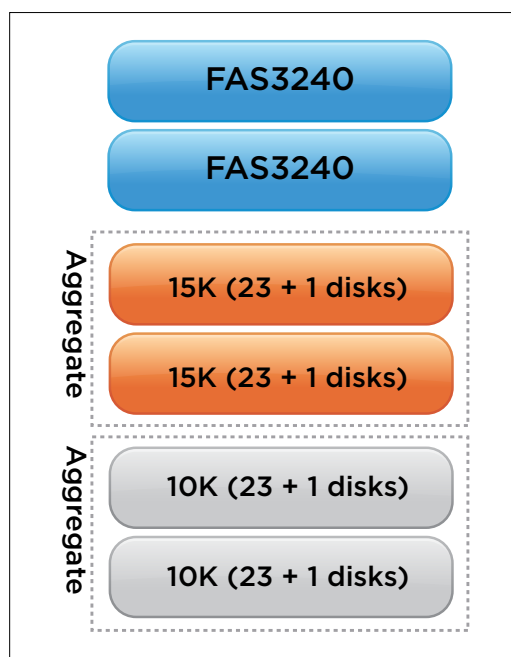 FAS3240
FAS3240
Aggregate
15K (23 + 1 disks)
15K (23 + 1 disks)
Aggregate
10K (23 + 1 disks)
10K (23 + 1 disks)